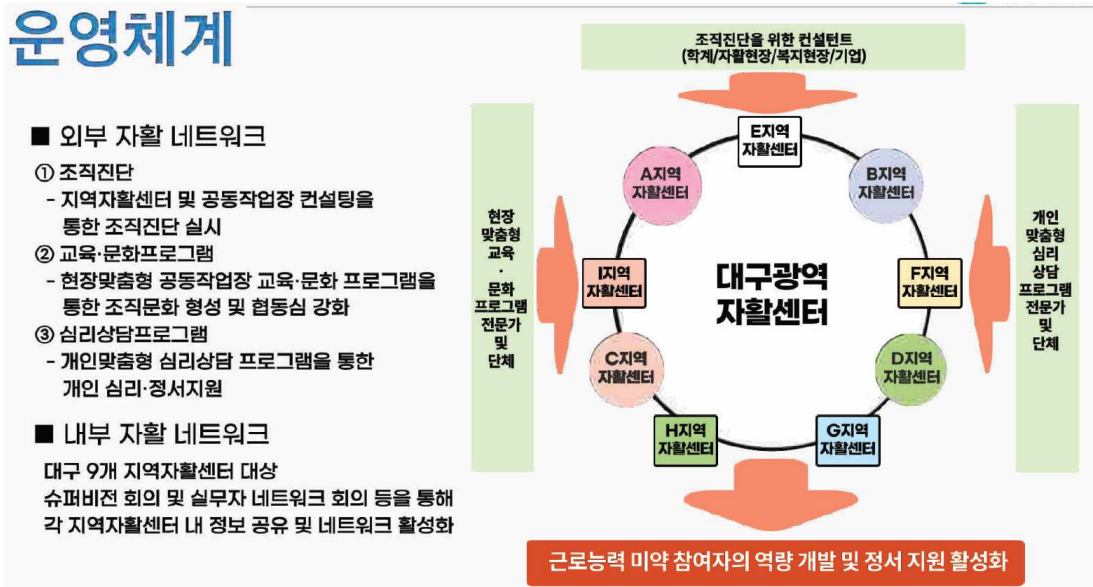 운영체계
■ 외부 자활 네트워크
① 조직진단
- 지역자활센터 및 공동작업장 컨설팅을
통한 조직진단 실시
② 교육·문화프로그램
- 현장맞춤형 공동작업장 교육·문화 프로그램을
통한 조직문화 형성 및 협동심 강화
③ 심리상담프로그램
- 개인맞춤형 심리상담 프로그램을 통한
개인 심리·정서지원
■ 내부 자활 네트워크
대구 9개 지역자활센터 대상
슈퍼비전 회의 및 실무자 네트워크 회의 등을 통해
각 지역자활센터 내 정보 공유 및 네트워크 활성화
조직진단을 위한 컨설턴트
(학계/자활현장/복지현장/기업)
현장
맞춤형
교육
·
문화
프로그램
전문가
및
단체
E지역
자활센터
A지역
자활센터
B지역
자활센터
I지역
자활센터
대구광역
자활센터
F지역
자활센터
C지역
자활센터
D지역
자활센터
H지역
자활센터
G지역
자활센터
개인
맞춤형
심리
상담
프로그램
전문가
및
단체
근로능력 미약 참여자의 역량 개발 및 정서 지원 활성화